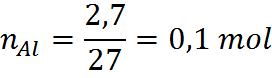 n_Al = 2,7/27 = 0,1 mol